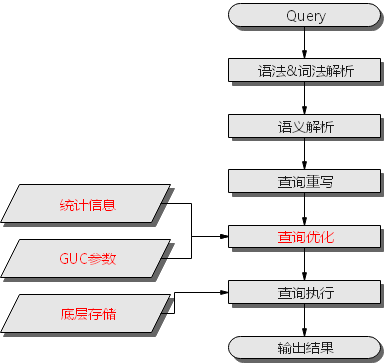 Query
语法&词法解析
语义解析
查询重写
统计信息
查询优化
GUC参数
查询执行
底层存储
输出结果